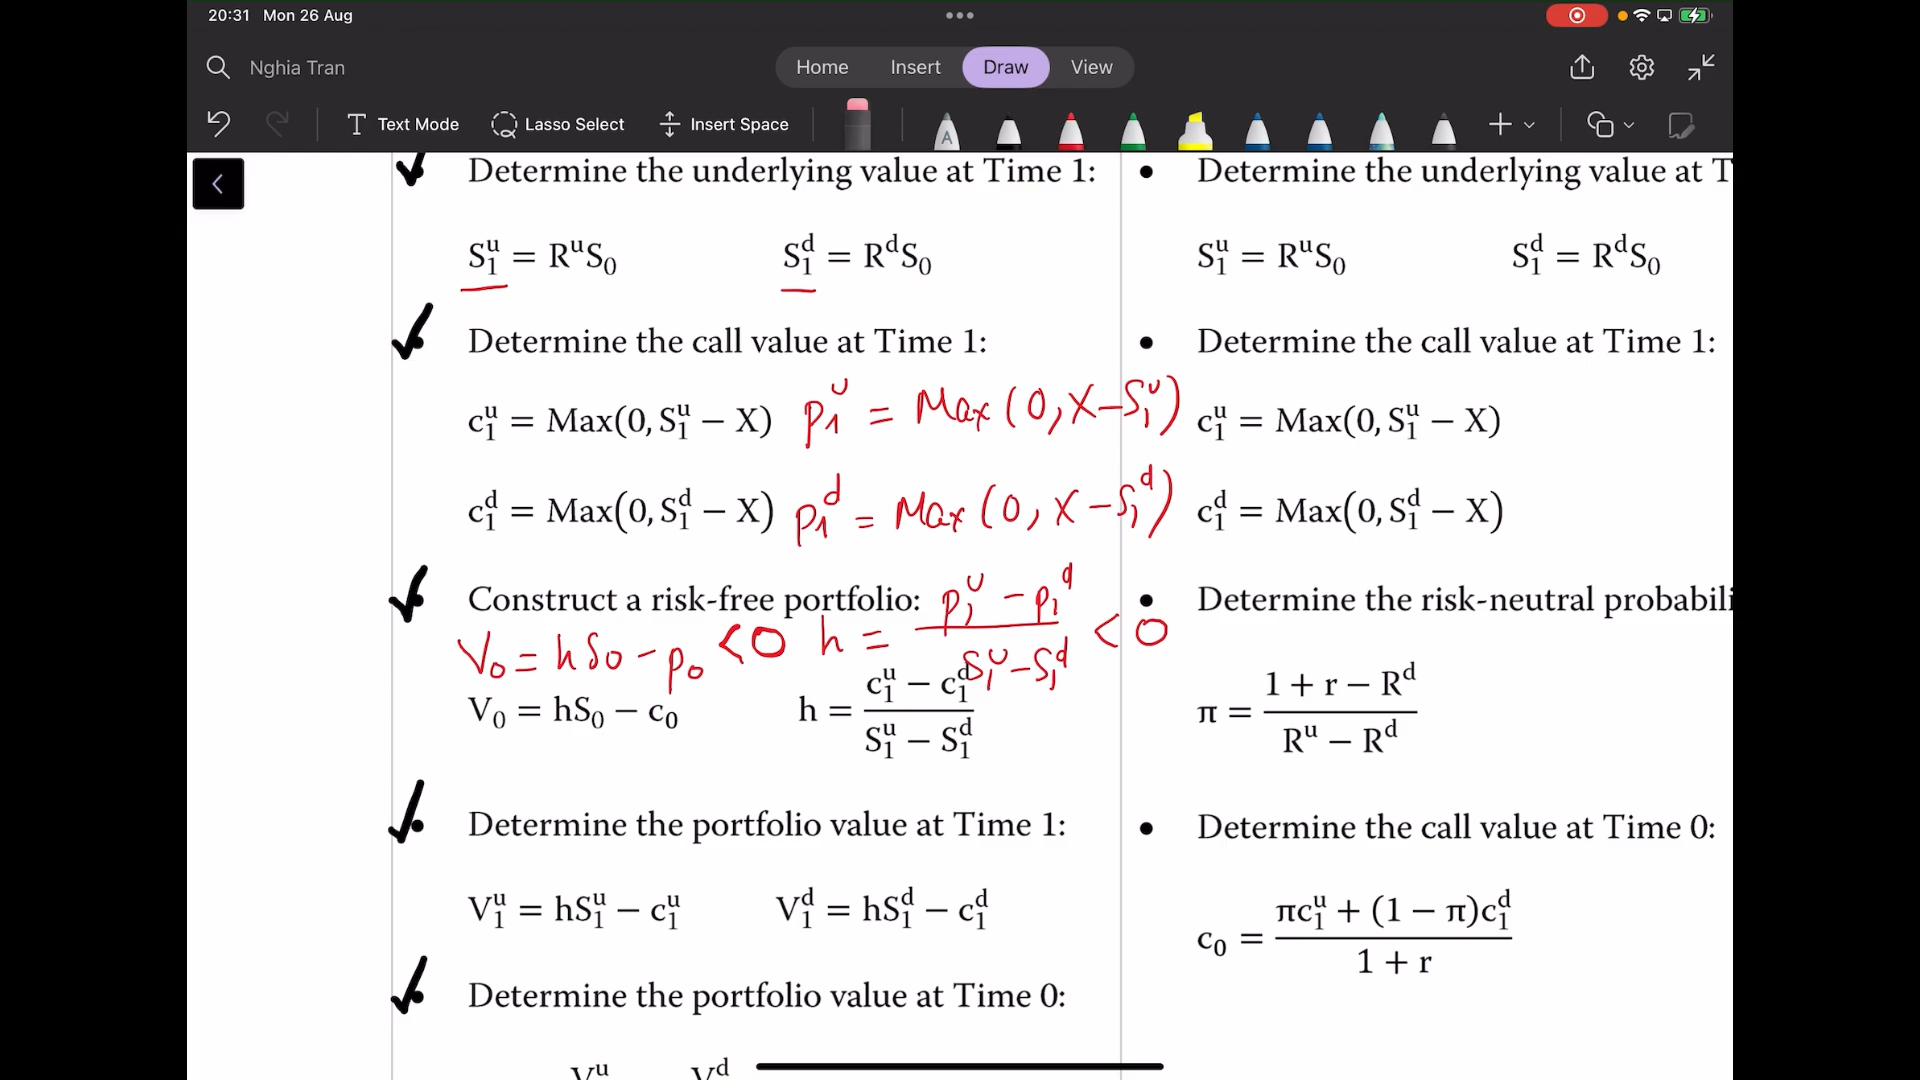 20:31 Mon 26 Aug
Nghia Tran
Home Insert Draw View
Text Mode Lasso Select Insert Space
A
Determine the underlying value at Time 1:
S₁ᵘ = RᵘS₀ S₁ᵈ = RᵈS₀
Determine the call value at Time 1:
c₁ᵘ = Max(0, S₁ᵘ − X) p₁ᵘ = Max (0, X − S₁ᵘ)
c₁ᵈ = Max(0, S₁ᵈ − X) p₁ᵈ = Max (0, X − S₁ᵈ)
Construct a risk-free portfolio:
V₀ = hS₀ − p₀ < 0 h = (p₁ᵘ − p₁ᵈ) / (S₁ᵘ − S₁ᵈ) < 0
V₀ = hS₀ − c₀ h = (c₁ᵘ − c₁ᵈ) / (S₁ᵘ − S₁ᵈ)
Determine the portfolio value at Time 1:
V₁ᵘ = hS₁ᵘ − c₁ᵘ V₁ᵈ = hS₁ᵈ − c₁ᵈ
Determine the portfolio value at Time 0:
Vᵘ Vᵈ
Determine the underlying value at T
S₁ᵘ = RᵘS₀ S₁ᵈ = RᵈS₀
Determine the call value at Time 1:
c₁ᵘ = Max(0, S₁ᵘ − X)
c₁ᵈ = Max(0, S₁ᵈ − X)
Determine the risk-neutral probabili
π = (1 + r − Rᵈ) / (Rᵘ − Rᵈ)
Determine the call value at Time 0:
c₀ = (πc₁ᵘ + (1 − π)c₁ᵈ) / (1 + r)